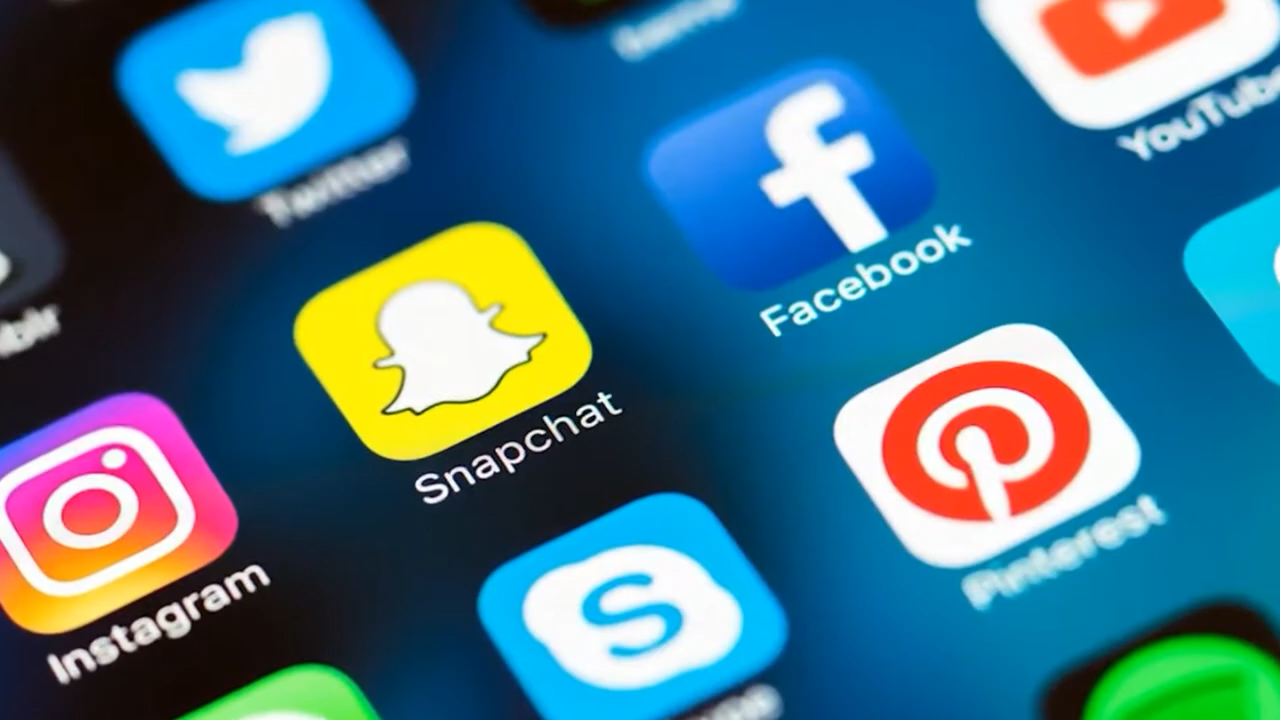 Twitter
Facebook
YouTube
Snapchat
Pinterest
Instagram